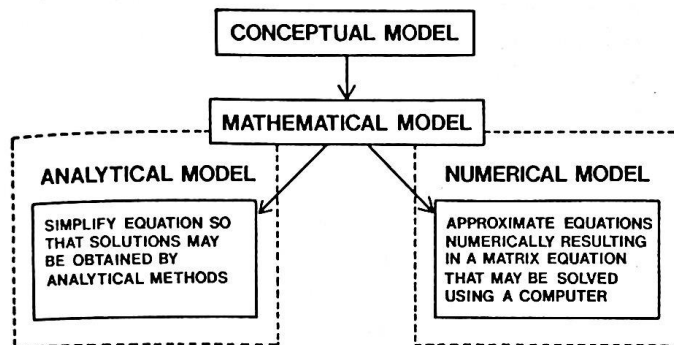 CONCEPTUAL MODEL
MATHEMATICAL MODEL
ANALYTICAL MODEL
SIMPLIFY EQUATION SO
THAT SOLUTIONS MAY
BE OBTAINED BY
ANALYTICAL METHODS
NUMERICAL MODEL
APPROXIMATE EQUATIONS
NUMERICALLY RESULTING
IN A MATRIX EQUATION
THAT MAY BE SOLVED
USING A COMPUTER